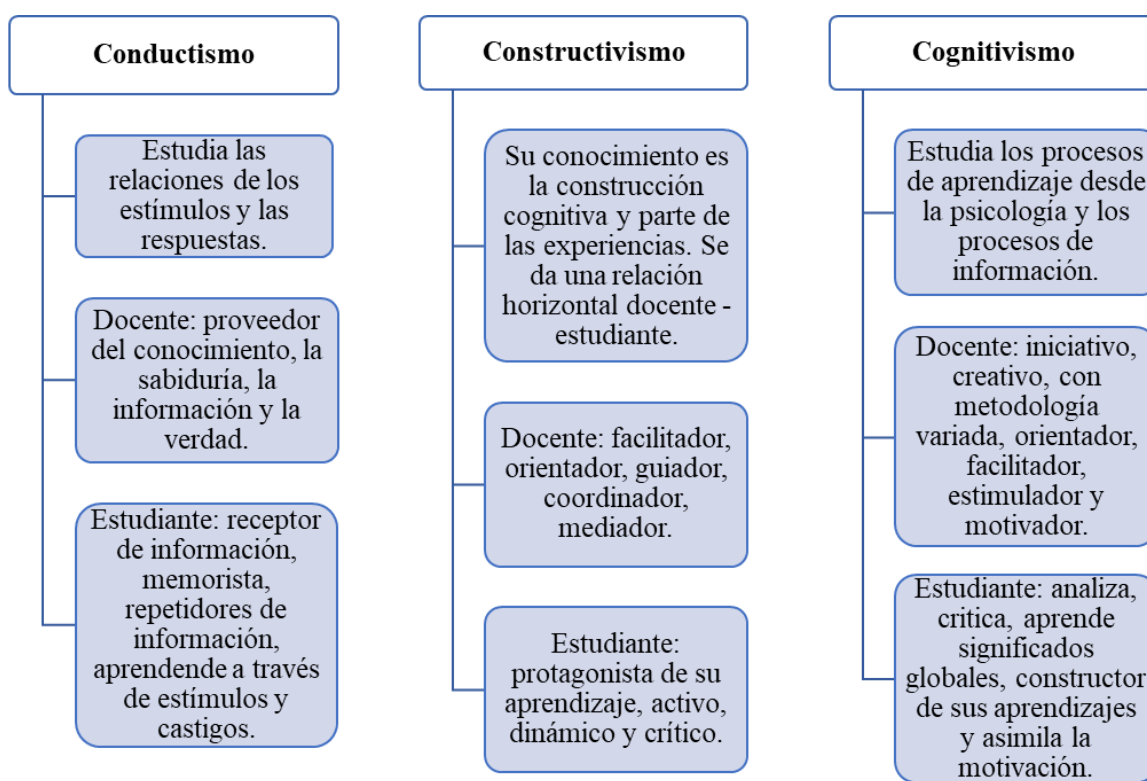 Conductismo
Estudia las
relaciones de los
estímulos y las
respuestas.
Docente: proveedor
del conocimiento, la
sabiduría, la
información y la
verdad.
Estudiante: receptor
de información,
memorista,
repetidores de
información,
aprendende a través
de estímulos y
castigos.
Constructivismo
Su conocimiento es
la construcción
cognitiva y parte de
las experiencias. Se
da una relación
horizontal docente -
estudiante.
Docente: facilitador,
orientador, guiador,
coordinador,
mediador.
Estudiante:
protagonista de su
aprendizaje, activo,
dinámico y crítico.
Cognitivismo
Estudia los procesos
de aprendizaje desde
la psicología y los
procesos de
información.
Docente: iniciativo,
creativo, con
metodología
variada, orientador,
facilitador,
estimulador y
motivador.
Estudiante: analiza,
critica, aprende
significados
globales, constructor
de sus aprendizajes
y asimila la
motivación.